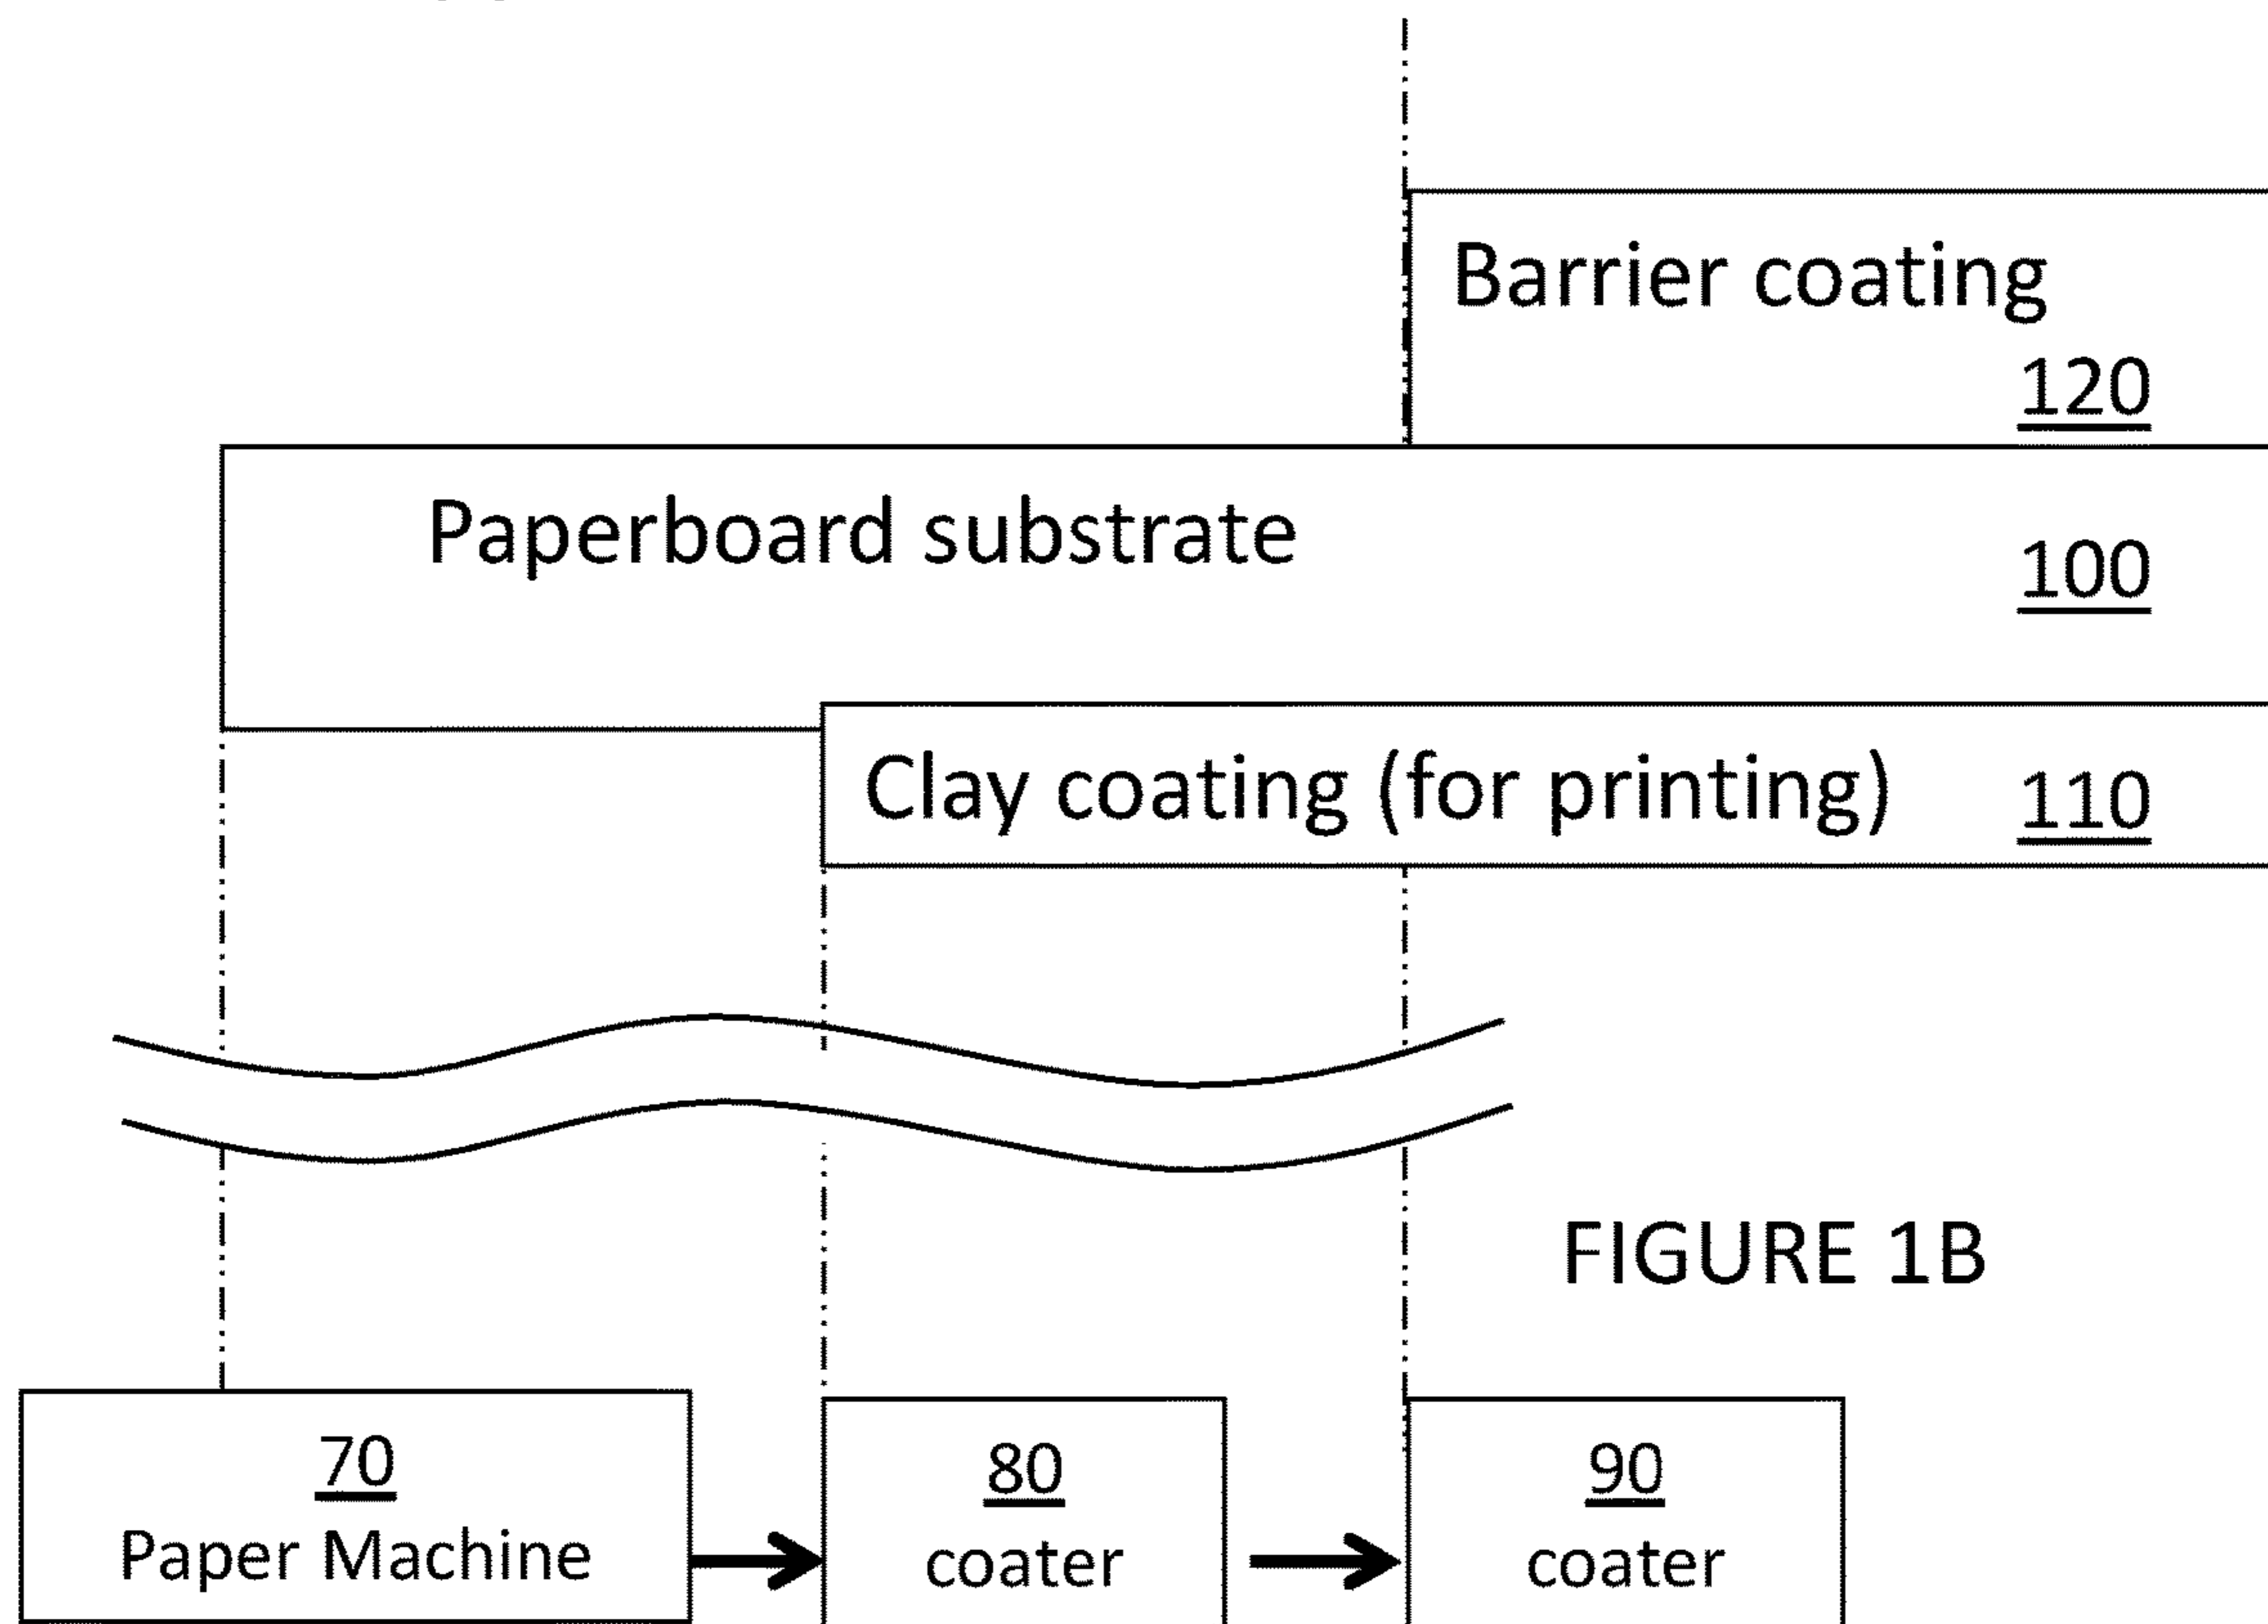 Barrier coating
120
Paperboard substrate 100
Clay coating (for printing) 110
FIGURE 1B
70
Paper Machine
80
coater
90
coater